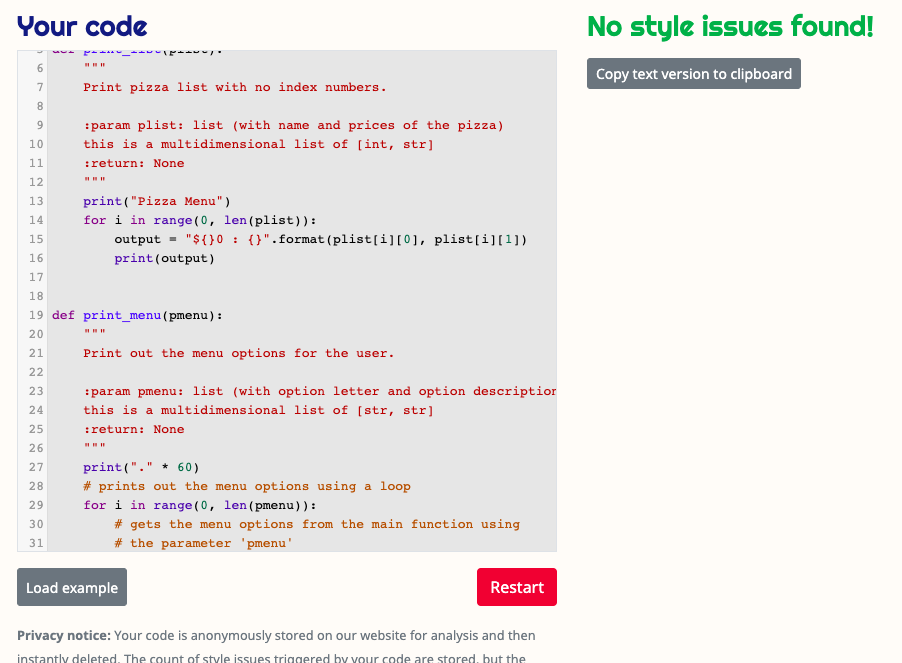 Your code
No style issues found!
Copy text version to clipboard
5 def print_list(plist):
6 """
7 Print pizza list with no index numbers.
8
9 :param plist: list (with name and prices of the pizza)
10 this is a multidimensional list of [int, str]
11 :return: None
12 """
13 print("Pizza Menu")
14 for i in range(0, len(plist)):
15 output = "${}0 : {}".format(plist[i][0], plist[i][1])
16 print(output)
17
18
19 def print_menu(pmenu):
20 """
21 Print out the menu options for the user.
22
23 :param pmenu: list (with option letter and option description
24 this is a multidimensional list of [str, str]
25 :return: None
26 """
27 print("." * 60)
28 # prints out the menu options using a loop
29 for i in range(0, len(pmenu)):
30 # gets the menu options from the main function using
31 # the parameter 'pmenu'
Load example
Restart
Privacy notice: Your code is anonymously stored on our website for analysis and then
instantly deleted. The count of style issues triggered by your code are stored, but the